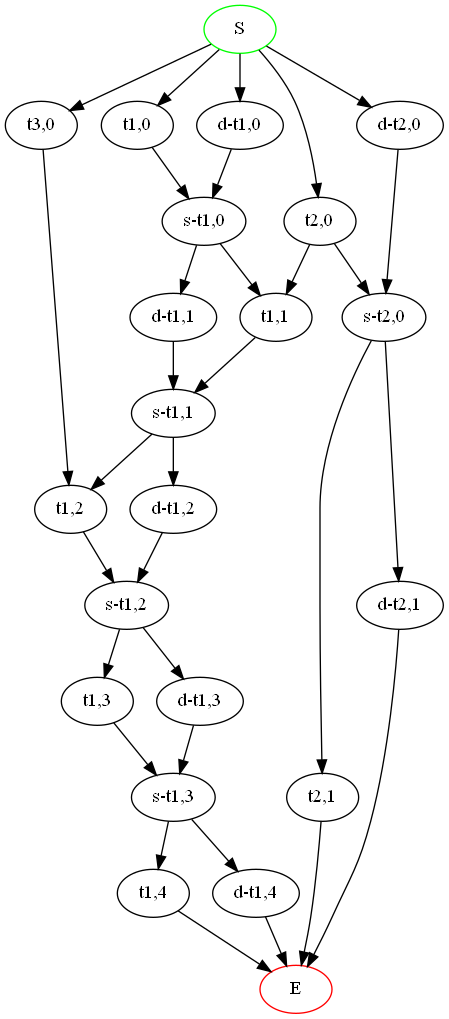 S
t3,0
t1,0
d-t1,0
d-t2,0
s-t1,0
t2,0
d-t1,1
t1,1
s-t2,0
s-t1,1
t1,2
d-t1,2
s-t1,2
d-t2,1
t1,3
d-t1,3
s-t1,3
t2,1
t1,4
d-t1,4
E